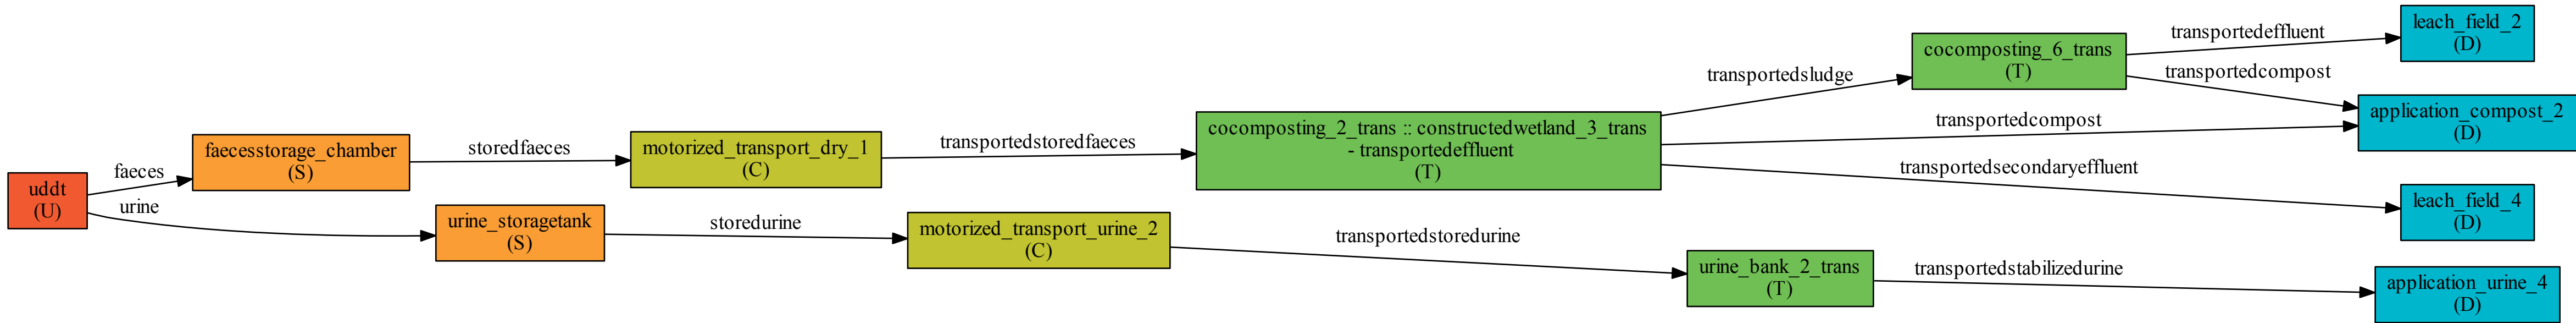 uddt
(U)
faeces
urine
faecesstorage_chamber
(S)
urine_storagetank
(S)
storedfaeces
storedurine
motorized_transport_dry_1
(C)
motorized_transport_urine_2
(C)
transportedstoredfaeces
transportedstoredurine
cocomposting_2_trans :: constructedwetland_3_trans
- transportedeffluent
(T)
urine_bank_2_trans
(T)
transportedsludge
transportedcompost
transportedsecondaryeffluent
transportedstabilizedurine
cocomposting_6_trans
(T)
transportedeffluent
transportedcompost
leach_field_2
(D)
application_compost_2
(D)
leach_field_4
(D)
application_urine_4
(D)